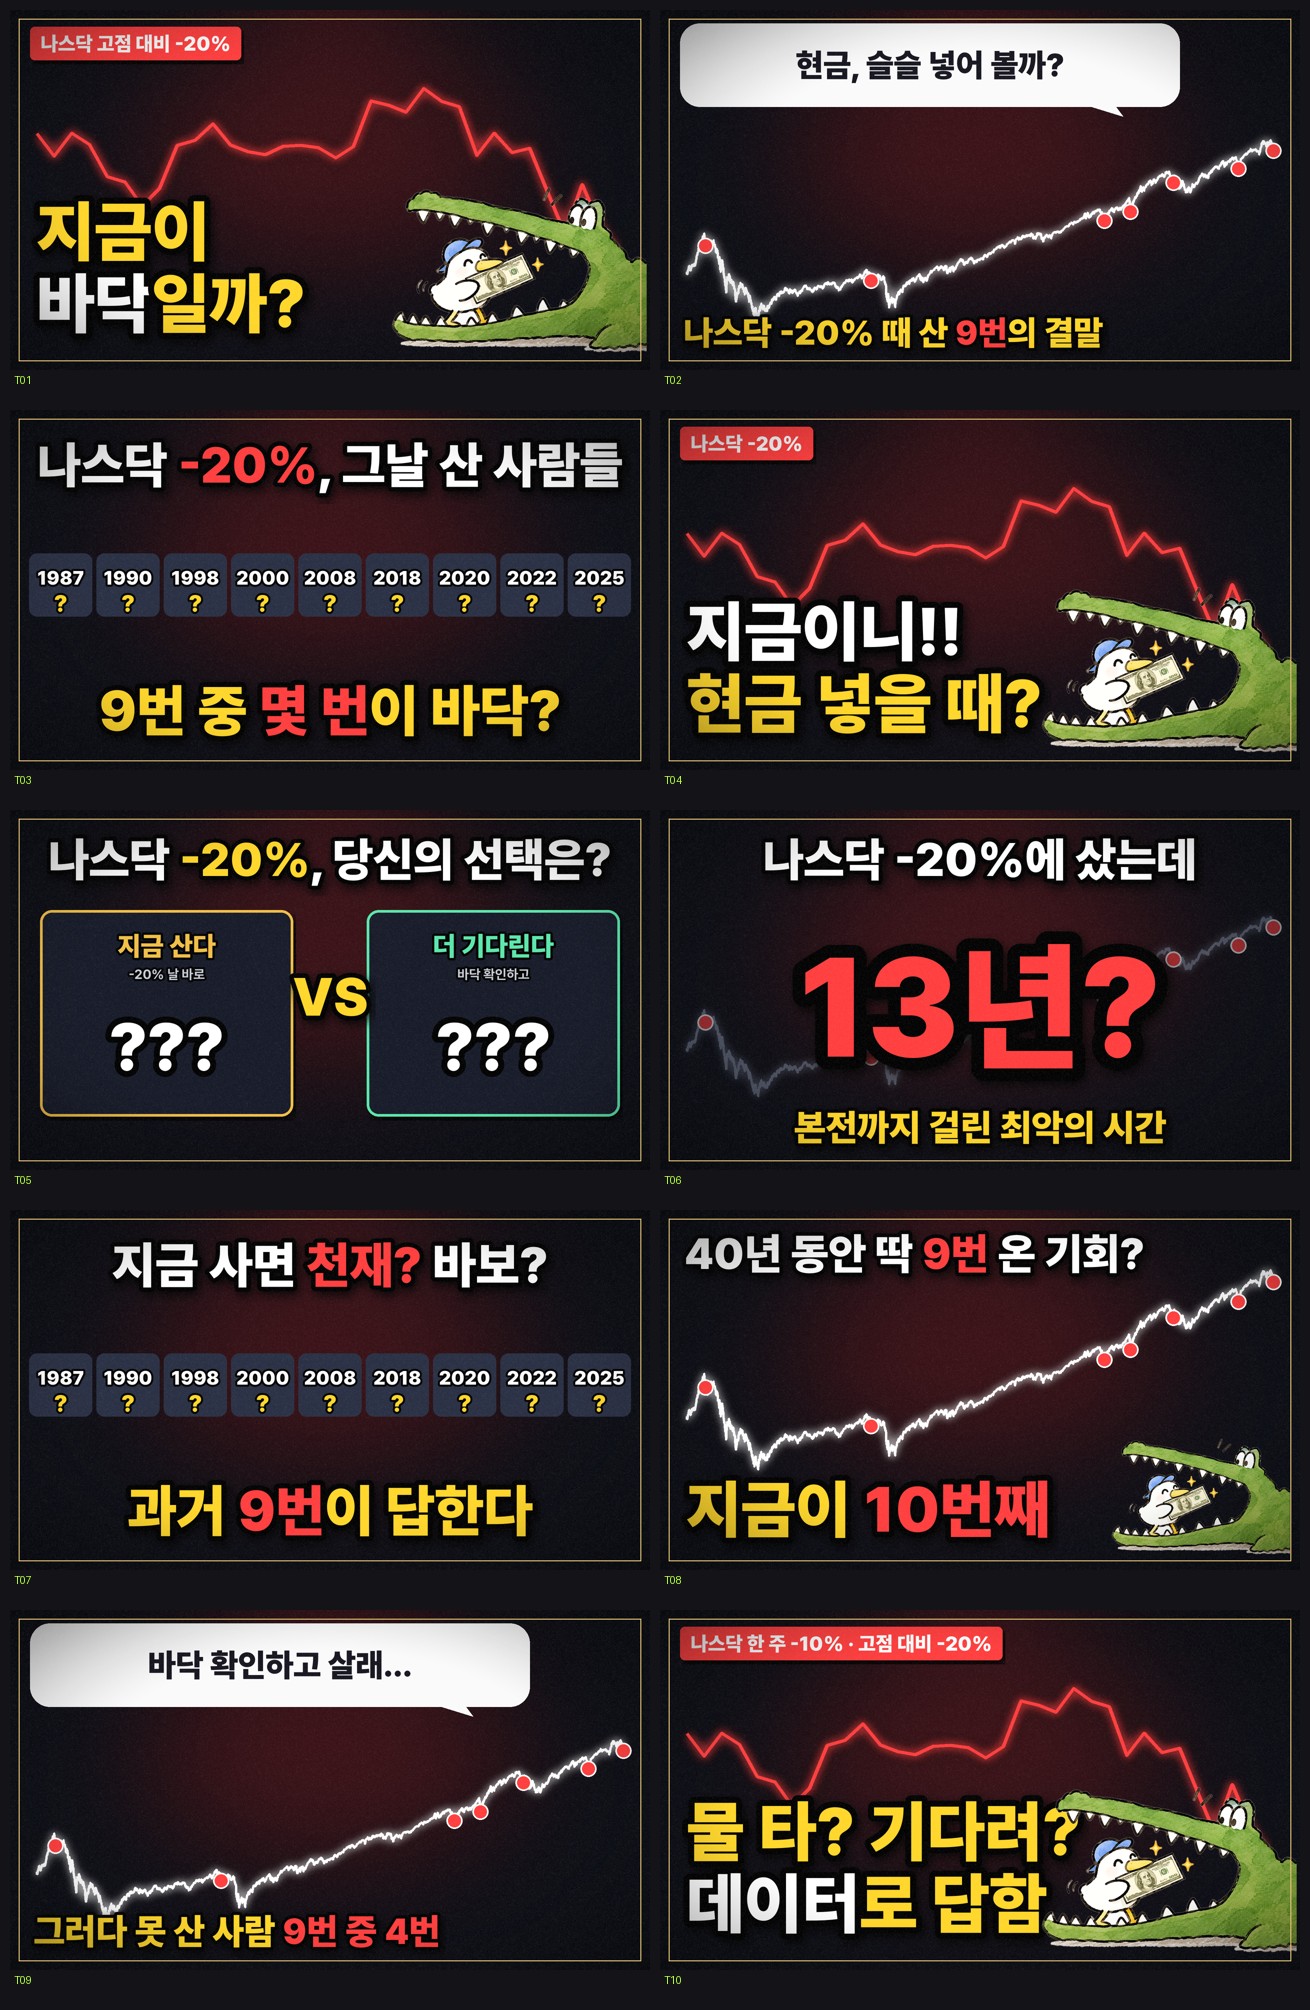 나스닥 고점 대비 -20%
지금이
바닥일까?
T01
현금, 슬슬 넣어 볼까?
나스닥 -20% 때 산 9번의 결말
T02
나스닥 -20%, 그날 산 사람들
1987 1990 1998 2000 2008 2018 2020 2022 2025
? ? ? ? ? ? ? ? ?
9번 중 몇 번이 바닥?
T03
나스닥 -20%
지금이니!!
현금 넣을 때?
T04
나스닥 -20%, 당신의 선택은?
지금 산다
-20% 날 바로
???
VS
더 기다린다
바닥 확인하고
???
T05
나스닥 -20%에 샀는데
13년?
본전까지 걸린 최악의 시간
T06
지금 사면 천재? 바보?
1987 1990 1998 2000 2008 2018 2020 2022 2025
? ? ? ? ? ? ? ? ?
과거 9번이 답한다
T07
40년 동안 딱 9번 온 기회?
지금이 10번째
T08
바닥 확인하고 살래...
그러다 못 산 사람 9번 중 4번
T09
나스닥 한 주 -10% · 고점 대비 -20%
물 타? 기다려?
데이터로 답함
T10